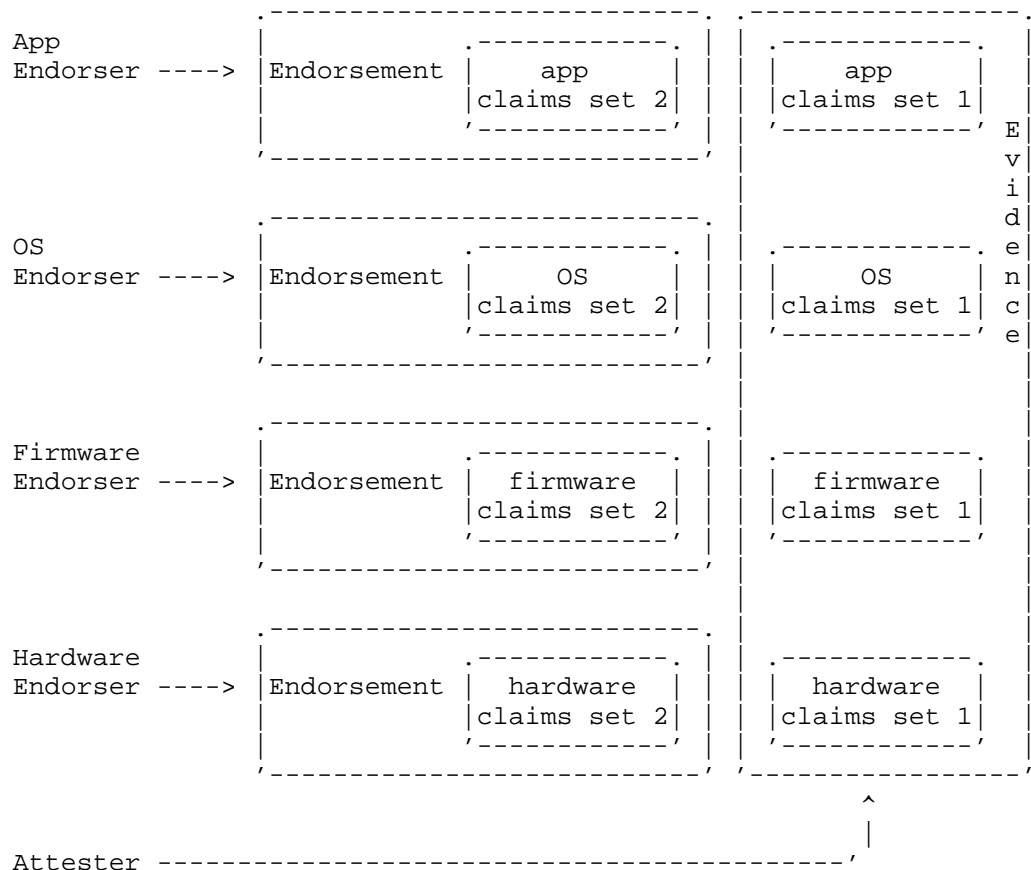 App
Endorser ----> Endorsement app app
claims set 2 claims set 1
Evidence
OS
Endorser ----> Endorsement OS OS
claims set 2 claims set 1
Firmware
Endorser ----> Endorsement firmware firmware
claims set 2 claims set 1
Hardware
Endorser ----> Endorsement hardware hardware
claims set 2 claims set 1
Attester